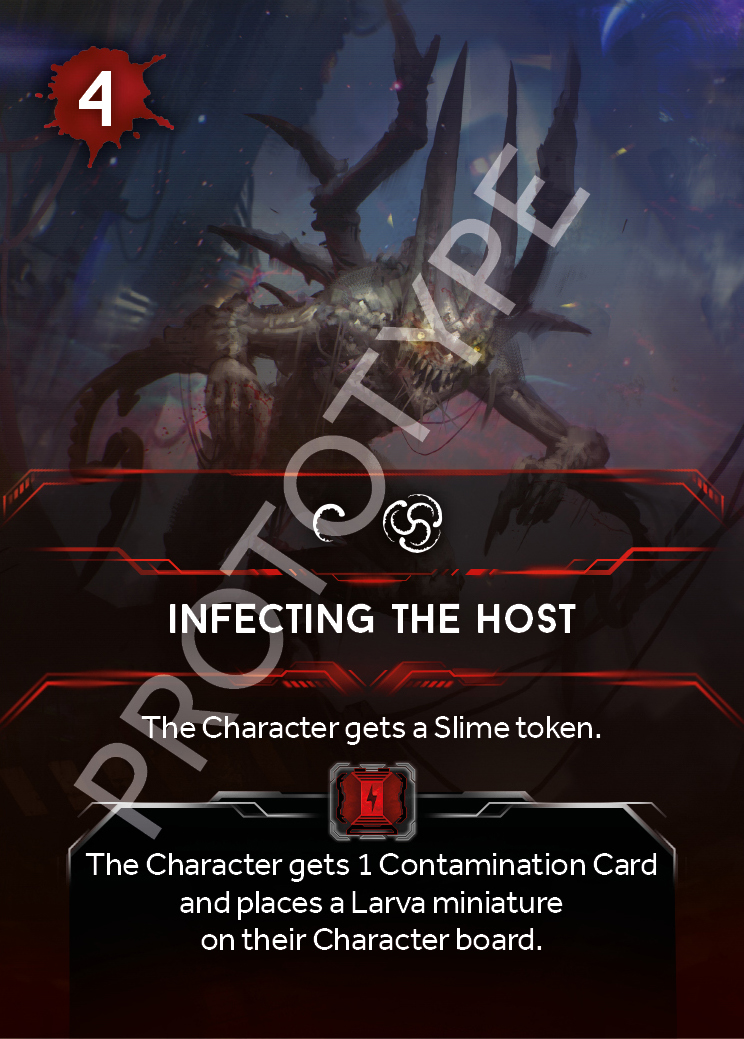 4
PROTOTYPE
INFECTING THE HOST
The Character gets a Slime token.
The Character gets 1 Contamination Card
and places a Larva miniature
on their Character board.